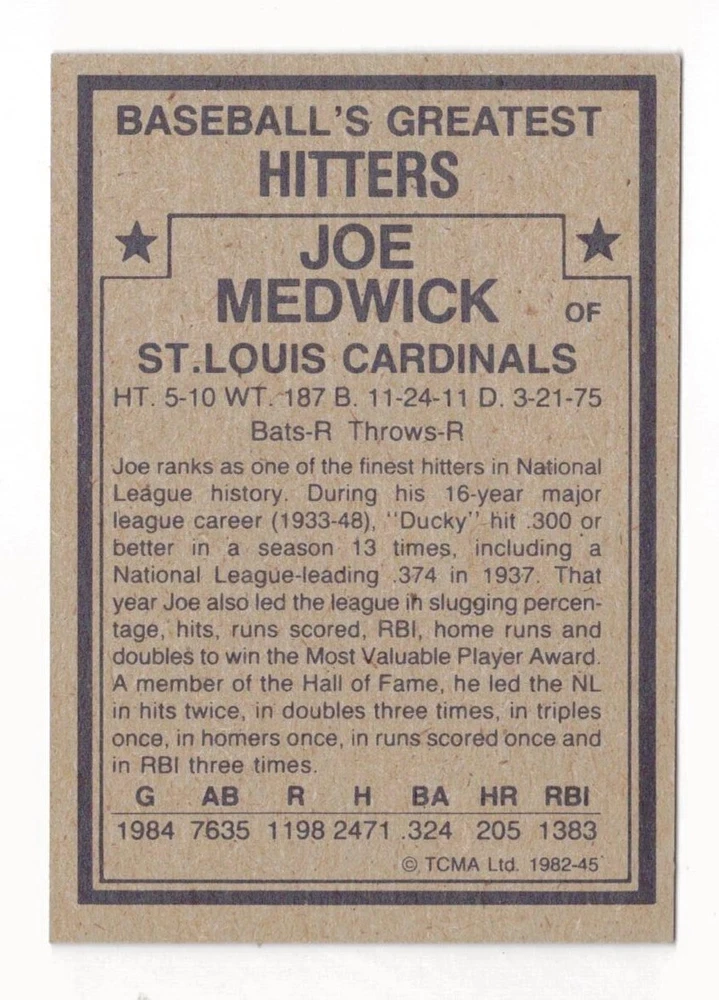 BASEBALL'S GREATEST
HITTERS
JOE
MEDWICK OF
ST.LOUIS CARDINALS
HT. 5-10 WT. 187 B. 11-24-11 D. 3-21-75
Bats-R Throws-R
Joe ranks as one of the finest hitters in National
League history. During his 16-year major
league career (1933-48), "Ducky" hit .300 or
better in a season 13 times, including a
National League-leading .374 in 1937. That
year Joe also led the league in slugging percen-
tage, hits, runs scored, RBI, home runs and
doubles to win the Most Valuable Player Award.
A member of the Hall of Fame, he led the NL
in hits twice, in doubles three times, in triples
once, in homers once, in runs scored once and
in RBI three times.
G AB R H BA HR RBI
1984 7635 1198 2471 .324 205 1383
© TCMA Ltd. 1982-45